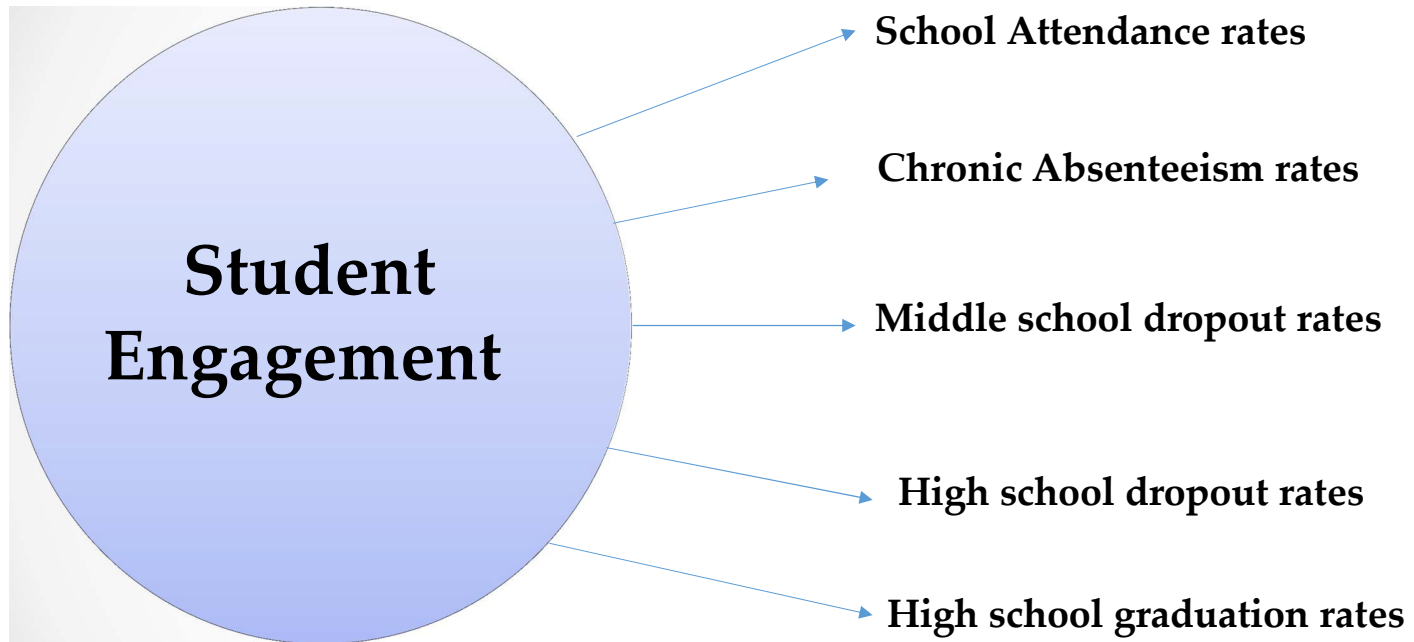 Student
Engagement
School Attendance rates
Chronic Absenteeism rates
Middle school dropout rates
High school dropout rates
High school graduation rates